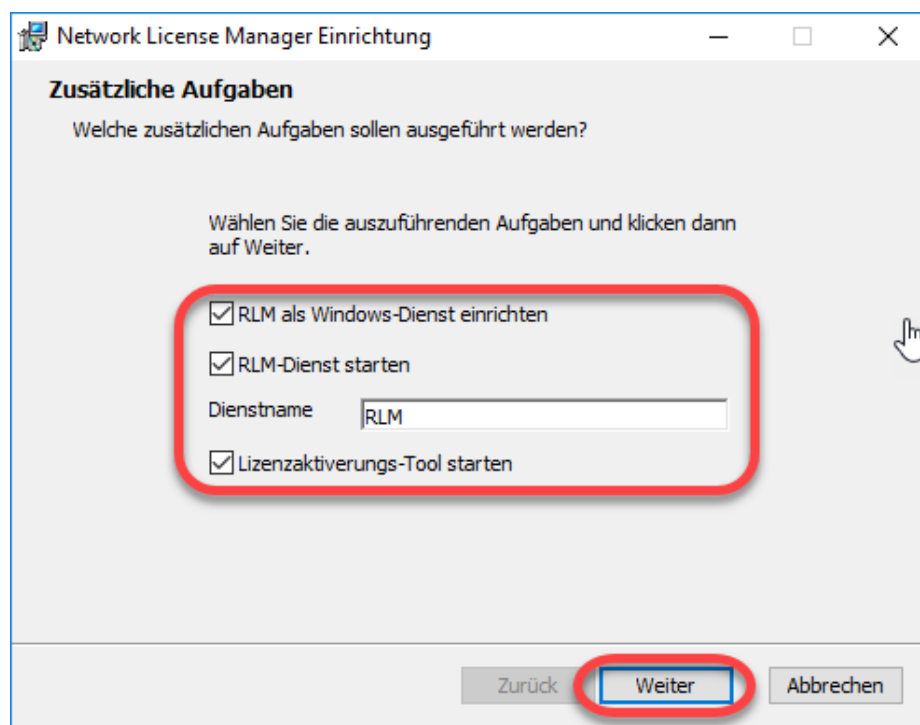 Network License Manager Einrichtung
Zusätzliche Aufgaben
Welche zusätzlichen Aufgaben sollen ausgeführt werden?
Wählen Sie die auszuführenden Aufgaben und klicken dann
auf Weiter.
RLM als Windows-Dienst einrichten
RLM-Dienst starten
Dienstname RLM
Lizenzaktiverungs-Tool starten
Zurück Weiter Abbrechen